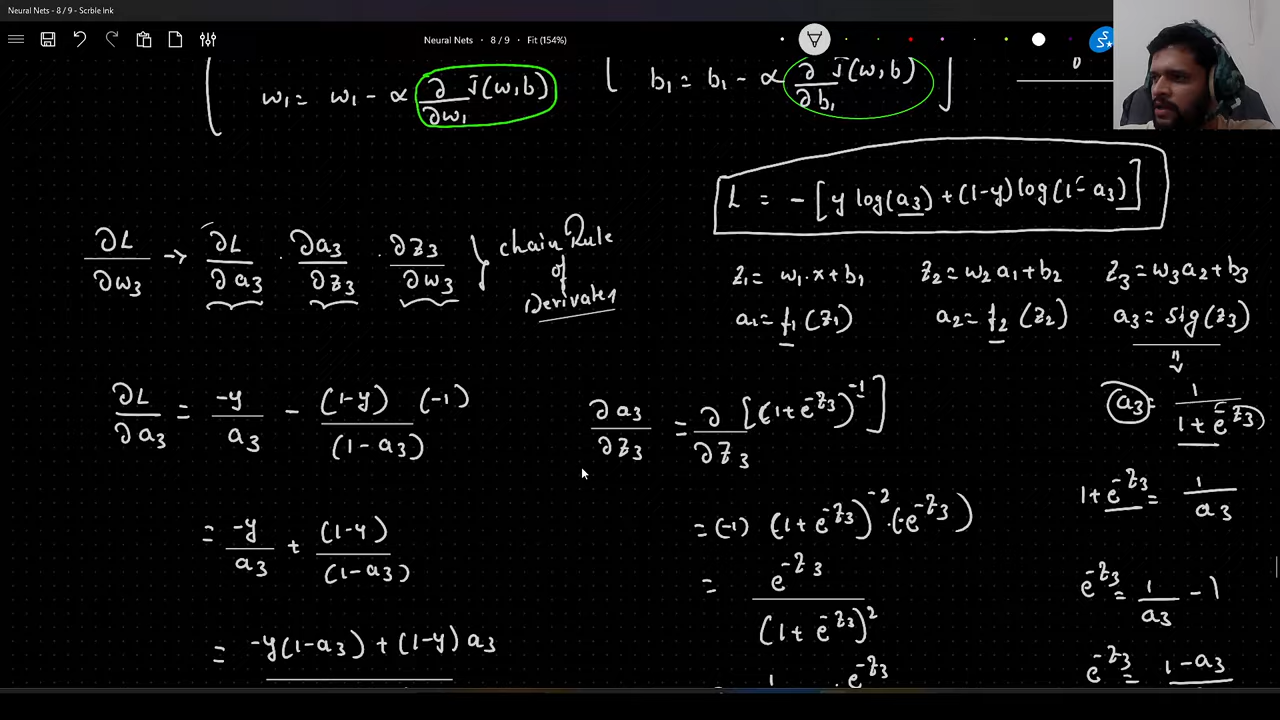 Neural Nets - 8 / 9 - Scrble Ink
Neural Nets • 8 / 9 • Fit (154%)
w₁ = w₁ - α ∂/∂w₁ J(w,b)
b₁ = b₁ - α ∂/∂b₁ J(w,b)
L = -[y log(a₃) + (1-y) log(1-a₃)]
∂L/∂w₃ → ∂L/∂a₃ · ∂a₃/∂z₃ · ∂z₃/∂w₃ } chain Rule
of
Derivates
z₁ = w₁.x + b₁
z₂ = w₂ a₁ + b₂
z₃ = w₃ a₂ + b₃
a₁ = f₁ (z₁)
a₂ = f₂ (z₂)
a₃ = sig(z₃)
∂L/∂a₃ = -y/a₃ - (1-y)/(1-a₃) (-1)
= -y/a₃ + (1-y)/(1-a₃)
= -y(1-a₃) + (1-y) a₃
∂a₃/∂z₃ = ∂/∂z₃ [(1+e^-z₃)^-1]
= (-1) (1+e^-z₃)^-2 · (-e^-z₃)
= e^-z₃/(1+e^-z₃)²
1 · e^-z₃
a₃ = 1/(1+e^-z₃)
1+e^-z₃ = 1/a₃
e^-z₃ = 1/a₃ - 1
e^-z₃ = 1-a₃